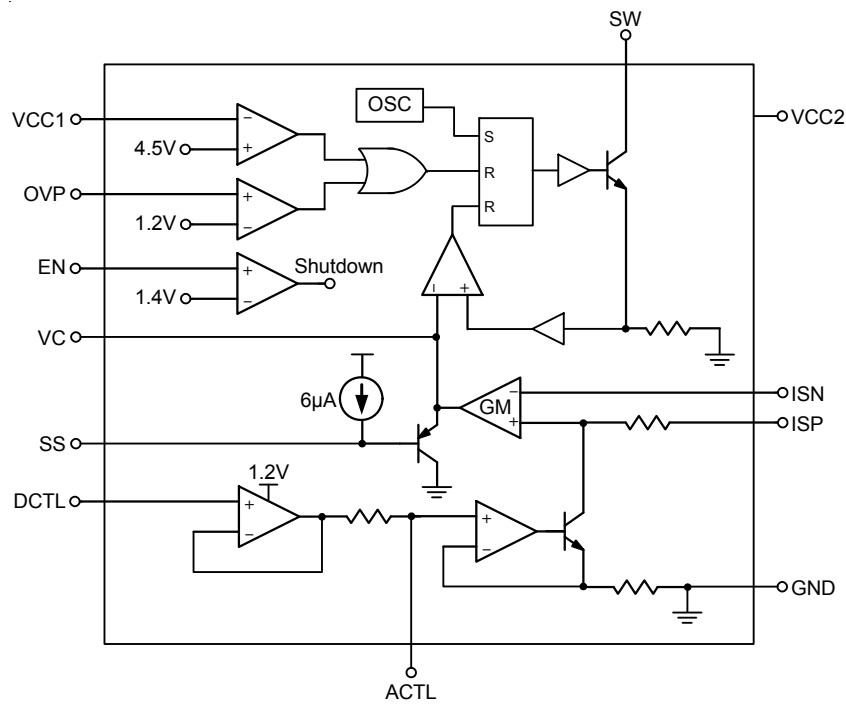 SW
VCC1
−
4.5V
+
OSC
S
R
R
VCC2
OVP
+
1.2V
−
EN
+
Shutdown
1.4V
−
− +
VC
6µA
GM
−
+
ISN
ISP
SS
1.2V
DCTL
+
−
+
−
GND
ACTL